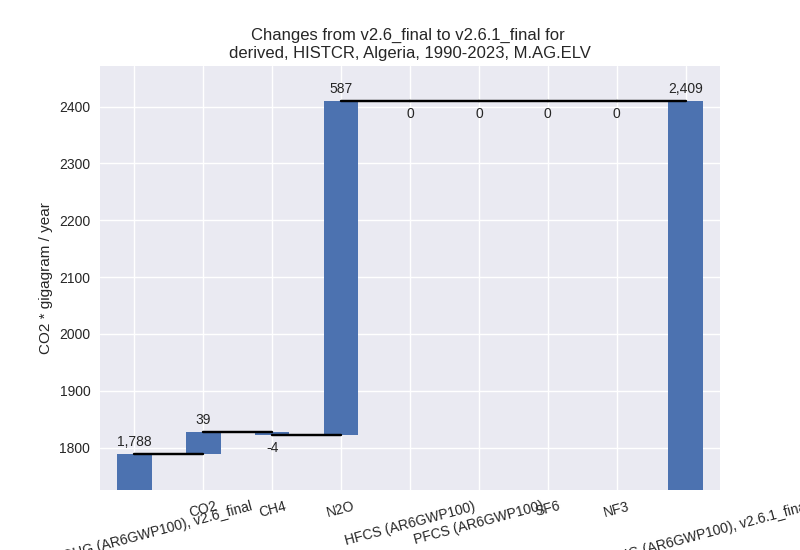 Changes from v2.6_final to v2.6.1_final for
derived, HISTCR, Algeria, 1990-2023, M.AG.ELV
CO2 * gigagram / year
2400
2300
2200
2100
2000
1900
1800
1,788
39
-4
587
0
0
0
0
2,409
(AR6GWP100), v2.6_final
CO2
CH4
N2O
HFCS (AR6GWP100)
PFCS (AR6GWP100)
SF6
NF3
(AR6GWP100), v2.6.1_fina